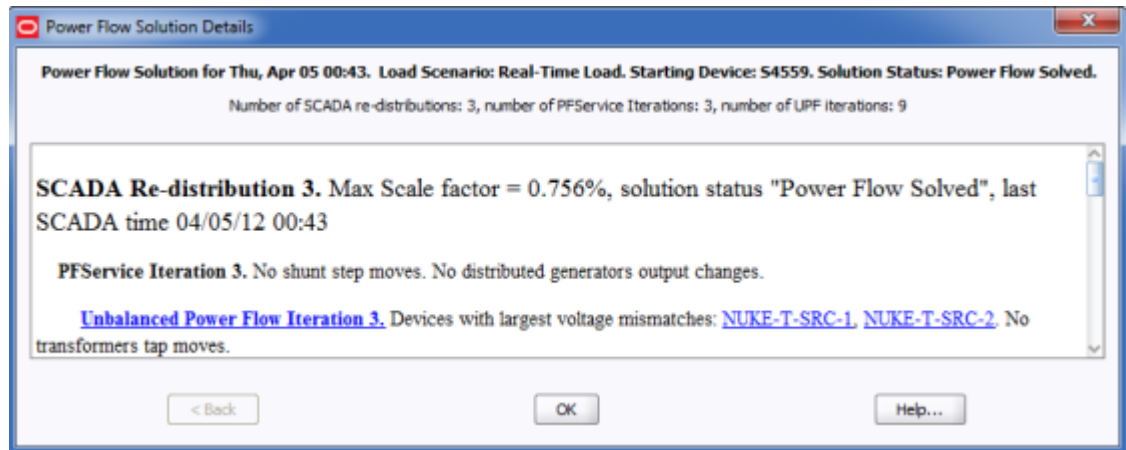 Power Flow Solution Details
Power Flow Solution for Thu, Apr 05 00:43. Load Scenario: Real-Time Load. Starting Device: S4559. Solution Status: Power Flow Solved.
Number of SCADA re-distributions: 3, number of PFService Iterations: 3, number of UPF iterations: 9
SCADA Re-distribution 3. Max Scale factor = 0.756%, solution status "Power Flow Solved", last
SCADA time 04/05/12 00:43
PFService Iteration 3. No shunt step moves. No distributed generators output changes.
Unbalanced Power Flow Iteration 3. Devices with largest voltage mismatches: NUKE-T-SRC-1, NUKE-T-SRC-2. No
transformers tap moves.
< Back
OK
Help...